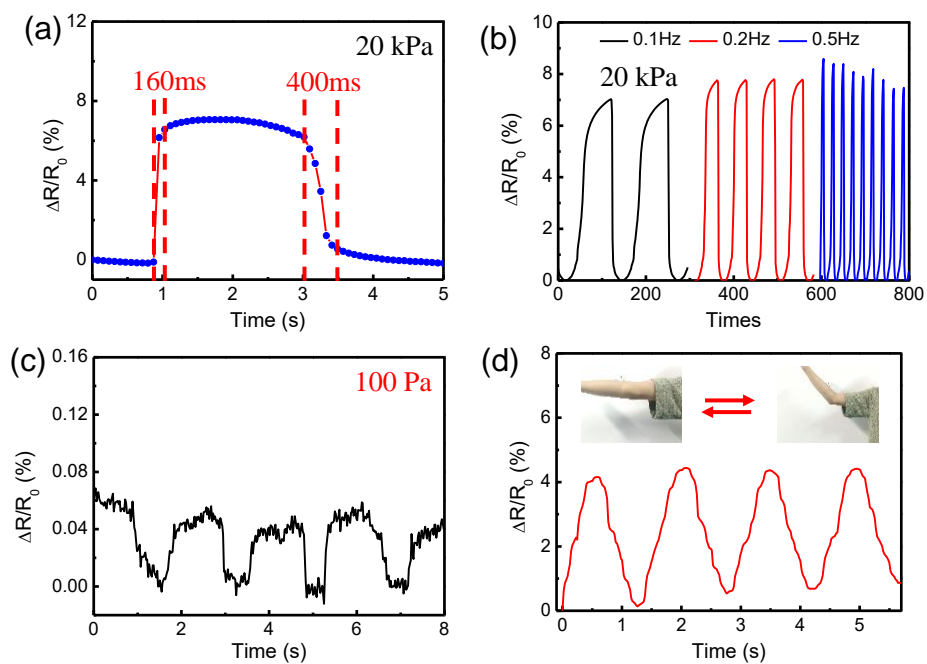 (a)
20 kPa
160ms
400ms
12
8
4
0
ΔR/R0 (%)
0 1 2 3 4 5
Time (s)
(b)
0.1Hz 0.2Hz 0.5Hz
20 kPa
10
8
6
4
2
0
ΔR/R0 (%)
0 200 400 600 800
Times
(c)
100 Pa
0.16
0.12
0.08
0.04
0.00
ΔR/R0 (%)
0 2 4 6 8
Time (s)
(d)
8
6
4
2
0
ΔR/R0 (%)
0 1 2 3 4 5
Time (s)